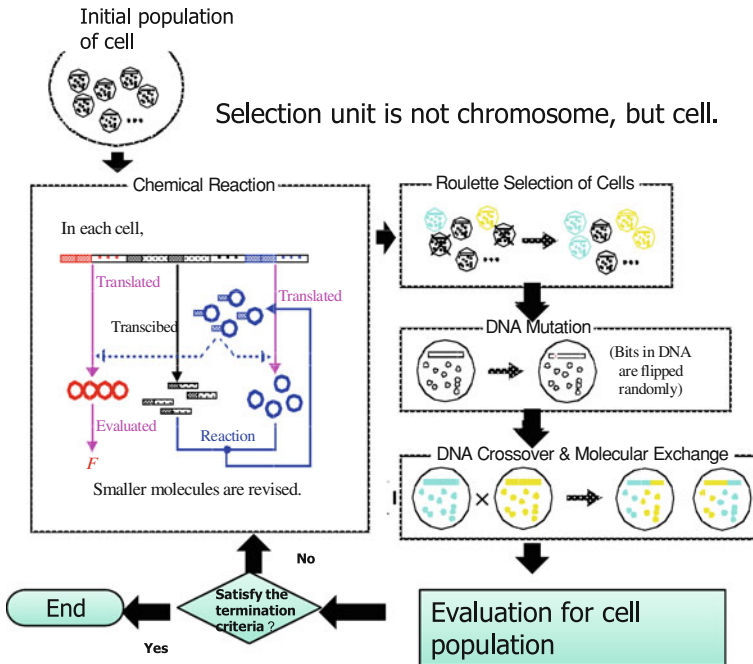 Initial population
of cell
Selection unit is not chromosome, but cell.
Chemical Reaction
In each cell,
Translated
Transcibed
Translated
Evaluated
Reaction
F
Smaller molecules are revised.
Roulette Selection of Cells
DNA Mutation
(Bits in DNA
are flipped
randomly)
DNA Crossover & Molecular Exchange
×
No
Satisfy the
termination
criteria ?
Yes
End
Evaluation for cell
population